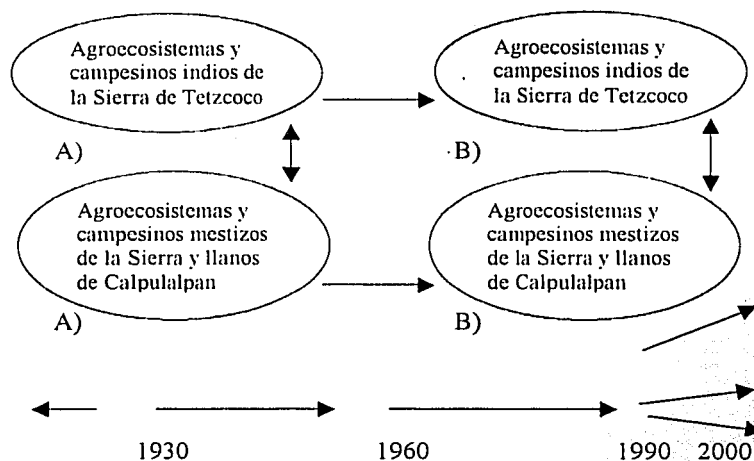 Agroecosistemas y
campesinos indios de
la Sierra de Tetzcoco
A)
Agroecosistemas y
campesinos indios de
la Sierra de Tetzcoco
B)
Agroecosistemas y
campesinos mestizos
de la Sierra y llanos
de Calpulalpan
A)
Agroecosistemas y
campesinos mestizos
de la Sierra y llanos
de Calpulalpan
B)
1930 1960 1990 2000